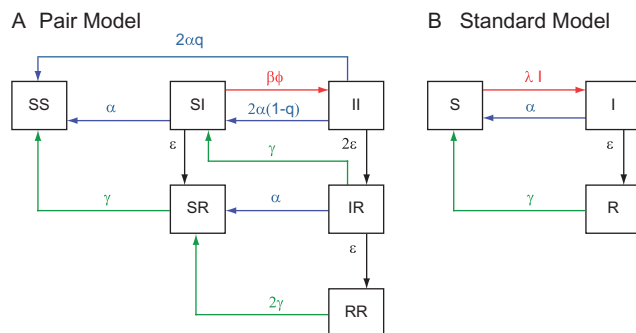 A Pair Model
B Standard Model
2αq
βϕ
λ I
SS
SI
II
S
I
α
2α(1-q)
α
ε
γ
2ε
ε
γ
SR
α
IR
γ
R
ε
2γ
RR